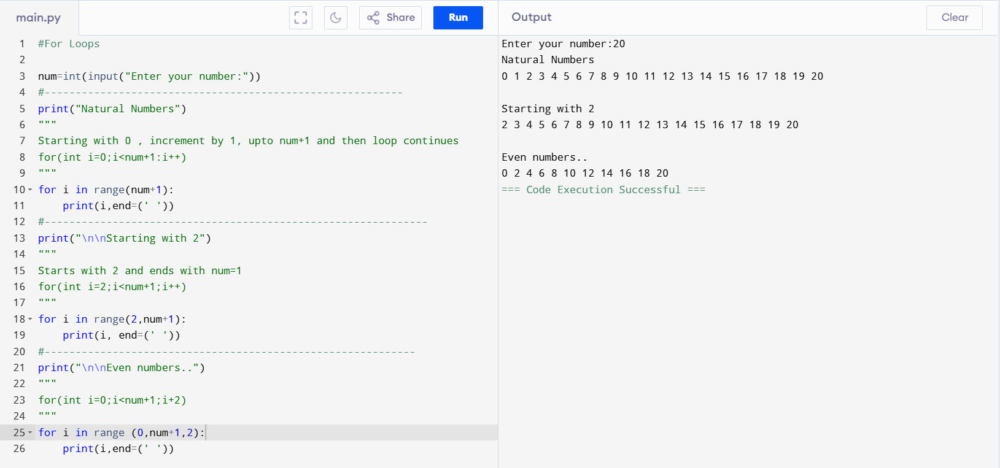 main.py
Share
Run
Output
Clear
1 #For Loops
2
3 num=int(input("Enter your number:"))
4 #----------------------------------------------------------
5 print("Natural Numbers")
6 """
7 Starting with 0 , increment by 1, upto num+1 and then loop continues
8 for(int i=0;i<num+1:i++)
9 """
10 for i in range(num+1):
11     print(i,end=(' '))
12 #--------------------------------------------------------------
13 print("\n\nStarting with 2")
14 """
15 Starts with 2 and ends with num=1
16 for(int i=2;i<num+1;i++)
17 """
18 for i in range(2,num+1):
19     print(i, end=(' '))
20 #------------------------------------------------------------
21 print("\n\nEven numbers..")
22 """
23 for(int i=0;i<num+1;i+2)
24 """
25 for i in range (0,num+1,2):
26     print(i,end=(' '))
Enter your number:20
Natural Numbers
0 1 2 3 4 5 6 7 8 9 10 11 12 13 14 15 16 17 18 19 20
Starting with 2
2 3 4 5 6 7 8 9 10 11 12 13 14 15 16 17 18 19 20
Even numbers..
0 2 4 6 8 10 12 14 16 18 20
=== Code Execution Successful ===